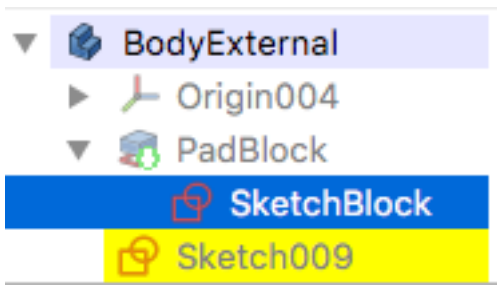 BodyExternal
Origin004
PadBlock
SketchBlock
Sketch009